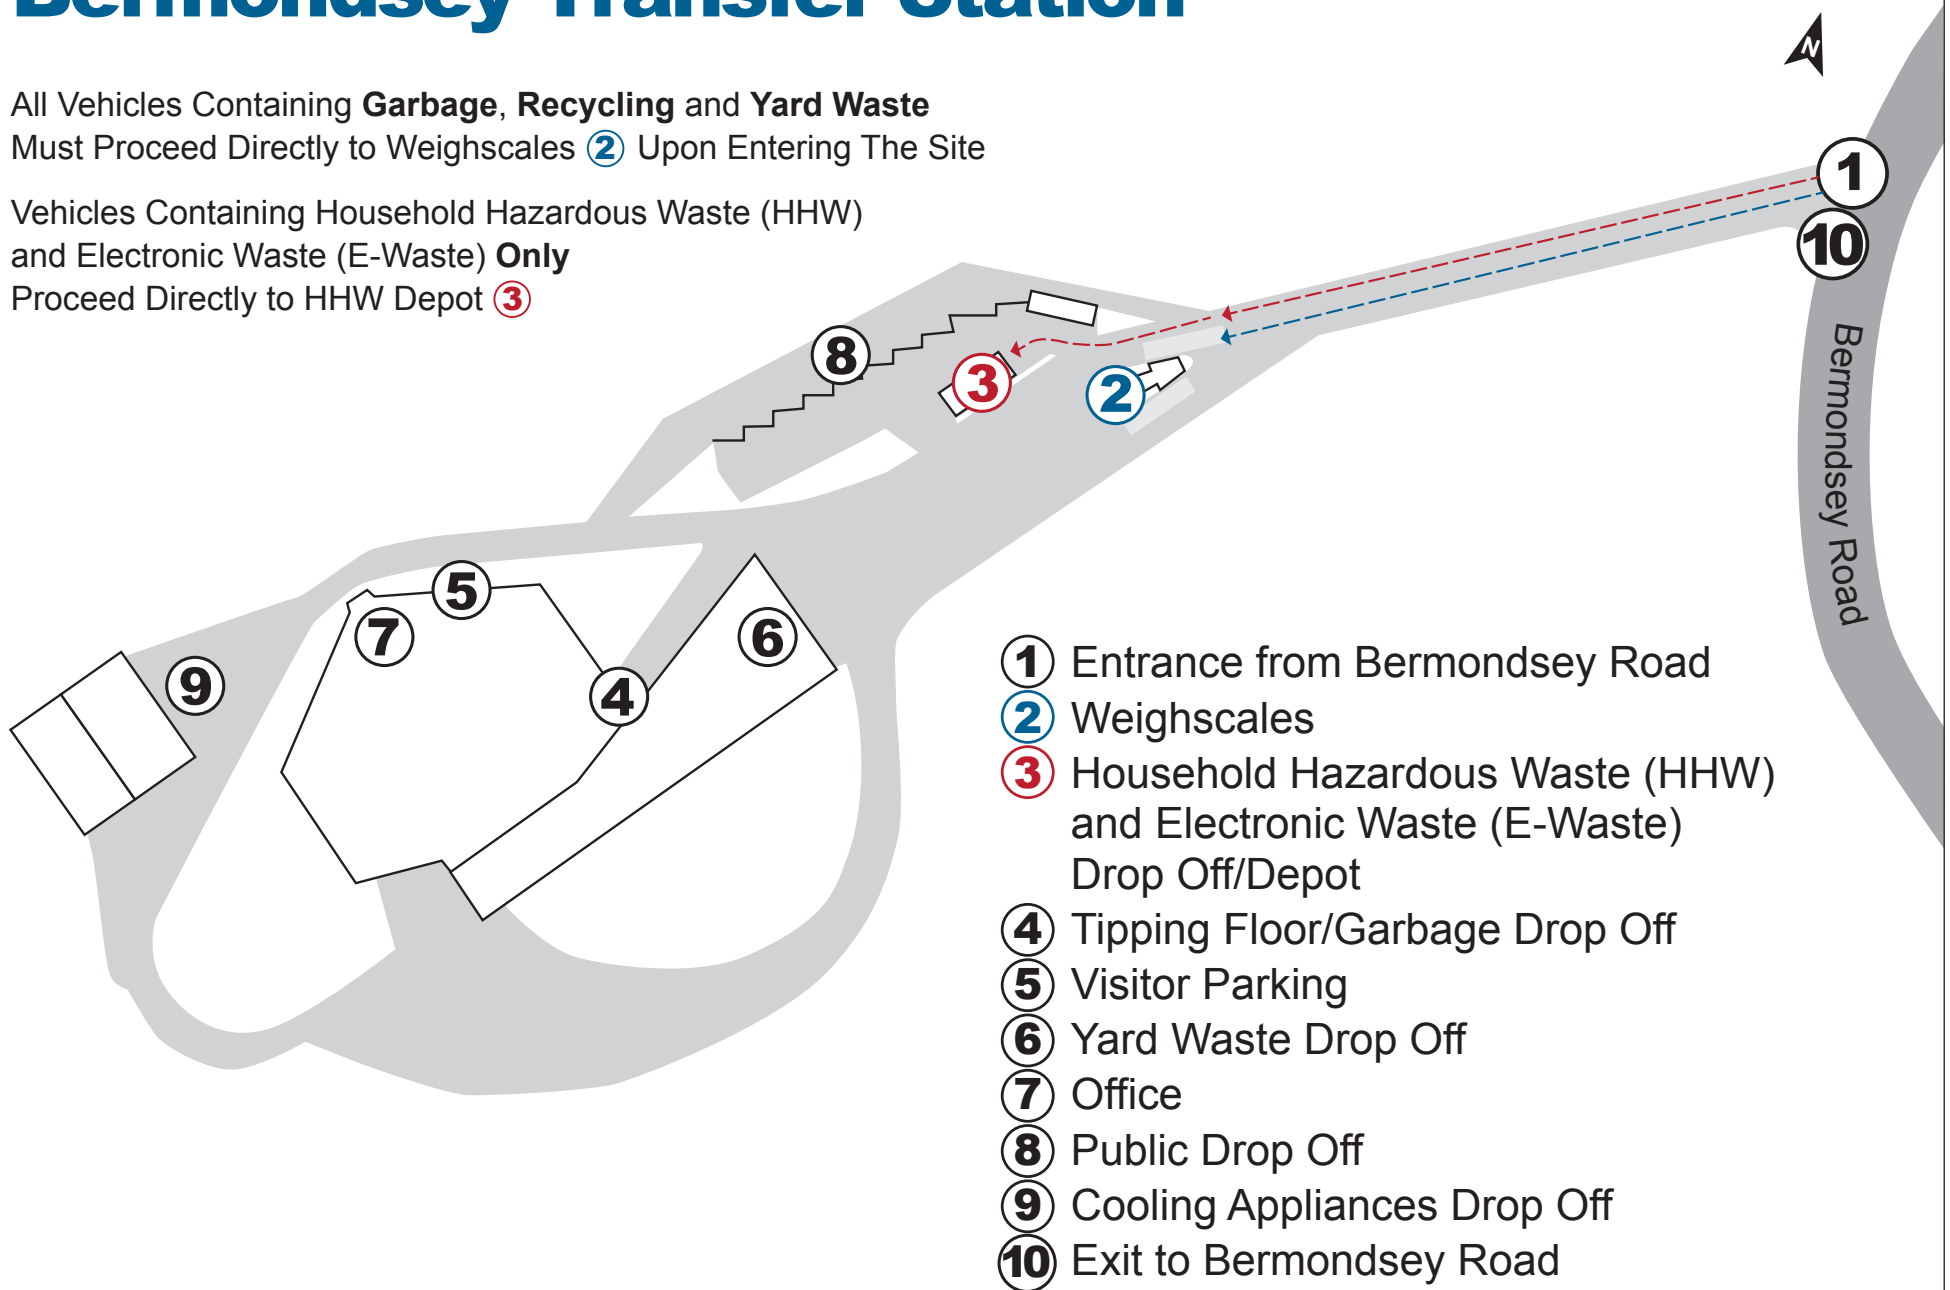 Bermondsey Transfer Station
N
All Vehicles Containing Garbage, Recycling and Yard Waste
Must Proceed Directly to Weighscales 2 Upon Entering The Site
Vehicles Containing Household Hazardous Waste (HHW)
and Electronic Waste (E-Waste) Only
Proceed Directly to HHW Depot 3
1
10
8
3
2
Bermondsey Road
5
7
6
9
4
1 Entrance from Bermondsey Road
2 Weighscales
3 Household Hazardous Waste (HHW)
and Electronic Waste (E-Waste)
Drop Off/Depot
4 Tipping Floor/Garbage Drop Off
5 Visitor Parking
6 Yard Waste Drop Off
7 Office
8 Public Drop Off
9 Cooling Appliances Drop Off
10 Exit to Bermondsey Road